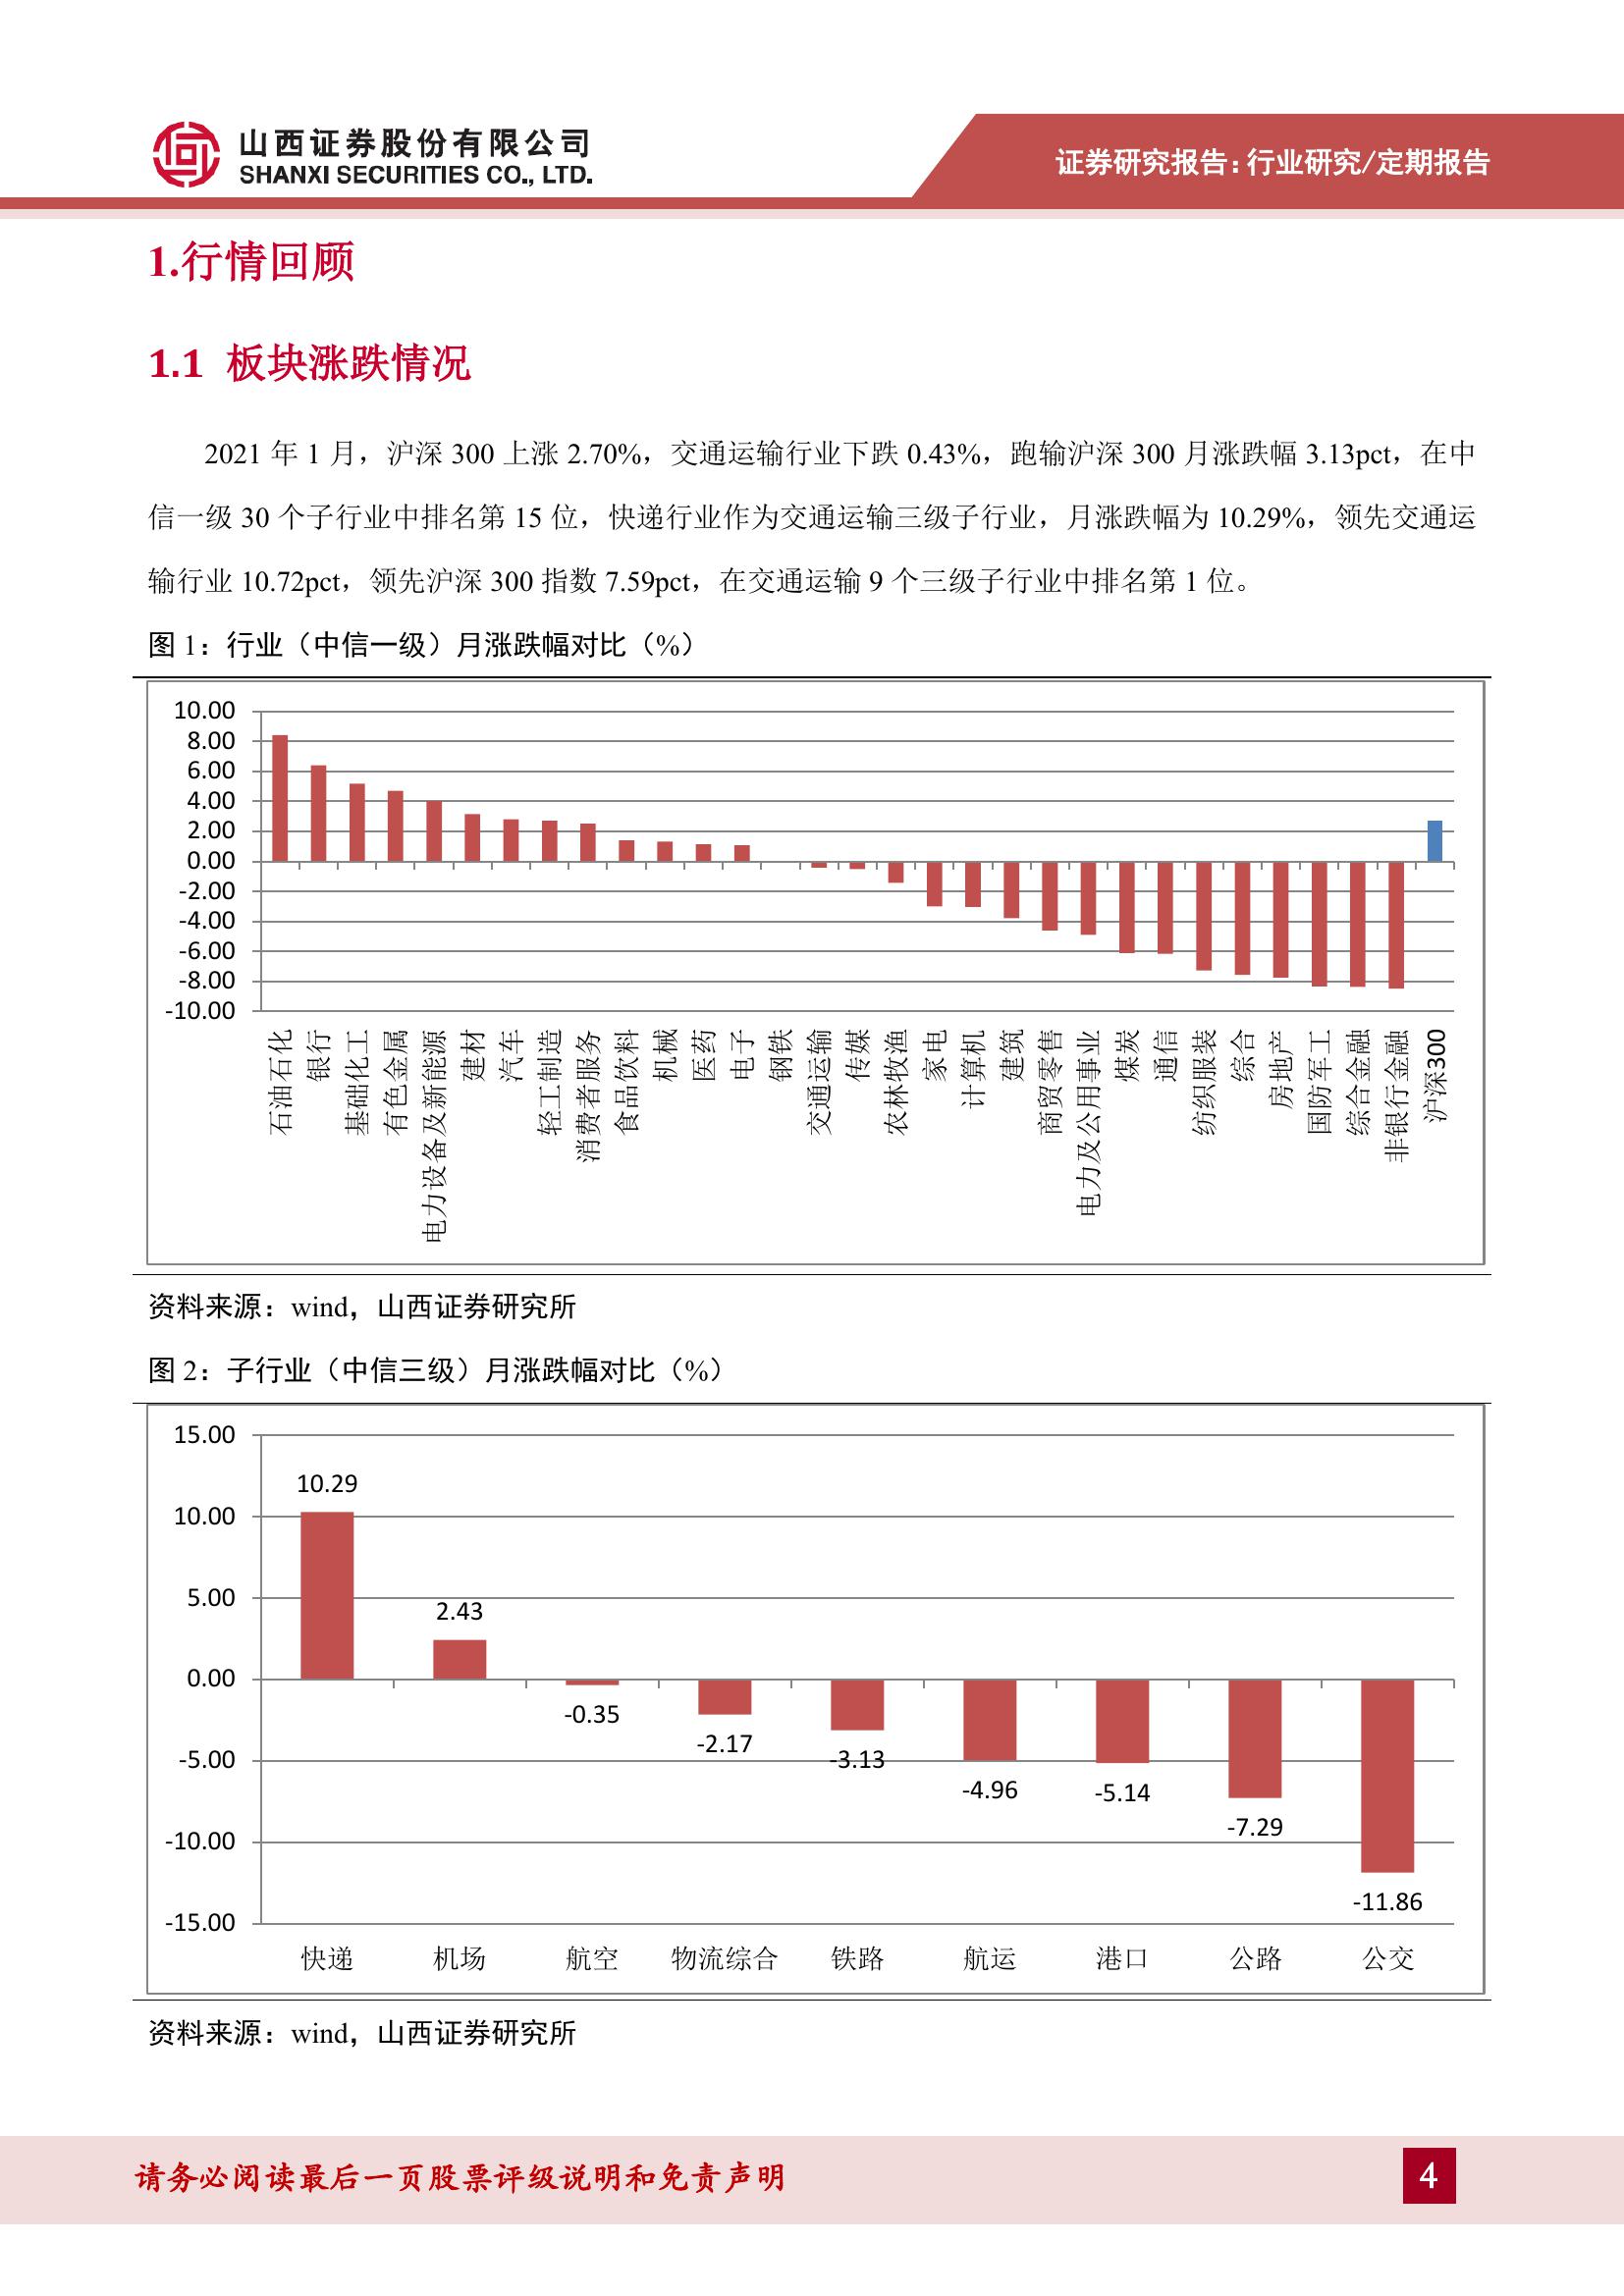 山西证券股份有限公司
SHANXI SECURITIES CO., LTD.
证券研究报告：行业研究/定期报告
1.行情回顾
1.1 板块涨跌情况
2021 年 1 月，沪深 300 上涨 2.70%，交通运输行业下跌 0.43%，跑输沪深 300 月涨跌幅 3.13pct，在中
信一级 30 个子行业中排名第 15 位，快递行业作为交通运输三级子行业，月涨跌幅为 10.29%，领先交通运
输行业 10.72pct，领先沪深 300 指数 7.59pct，在交通运输 9 个三级子行业中排名第 1 位。
图 1：行业（中信一级）月涨跌幅对比（%）
10.00
8.00
6.00
4.00
2.00
0.00
-2.00
-4.00
-6.00
-8.00
-10.00
石油石化
银行
基础化工
有色金属
电力设备及新能源
建材
汽车
轻工制造
消费者服务
食品饮料
机械
医药
电子
钢铁
交通运输
传媒
农林牧渔
家电
计算机
建筑
商贸零售
电力及公用事业
煤炭
通信
纺织服装
综合
房地产
国防军工
综合金融
非银行金融
沪深300
资料来源：wind，山西证券研究所
图 2：子行业（中信三级）月涨跌幅对比（%）
15.00
10.00
5.00
0.00
-5.00
-10.00
-15.00
10.29
2.43
-0.35
-2.17
-3.13
-4.96
-5.14
-7.29
-11.86
快递
机场
航空
物流综合
铁路
航运
港口
公路
公交
资料来源：wind，山西证券研究所
请务必阅读最后一页股票评级说明和免责声明
4